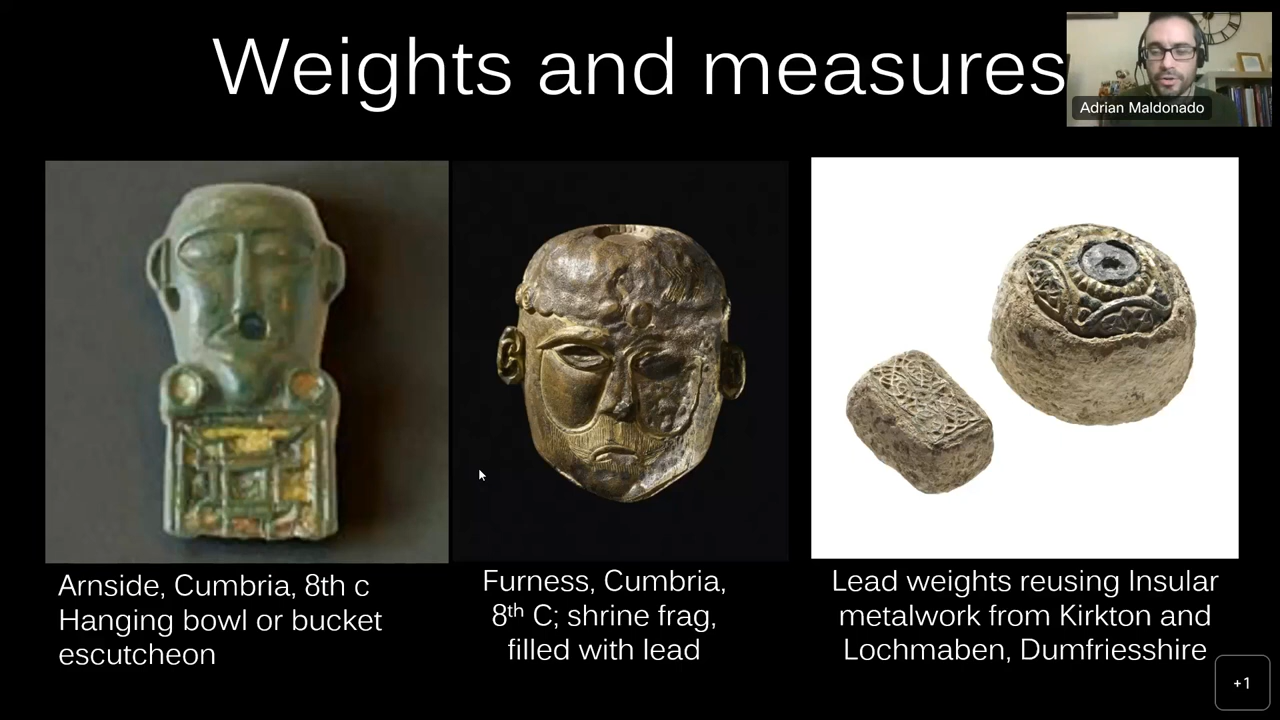 Weights and measures
Adrian Maldonado
Arnside, Cumbria, 8th c
Hanging bowl or bucket
escutcheon
Furness, Cumbria,
8th C; shrine frag,
filled with lead
Lead weights reusing Insular
metalwork from Kirkton and
Lochmaben, Dumfriesshire
+1